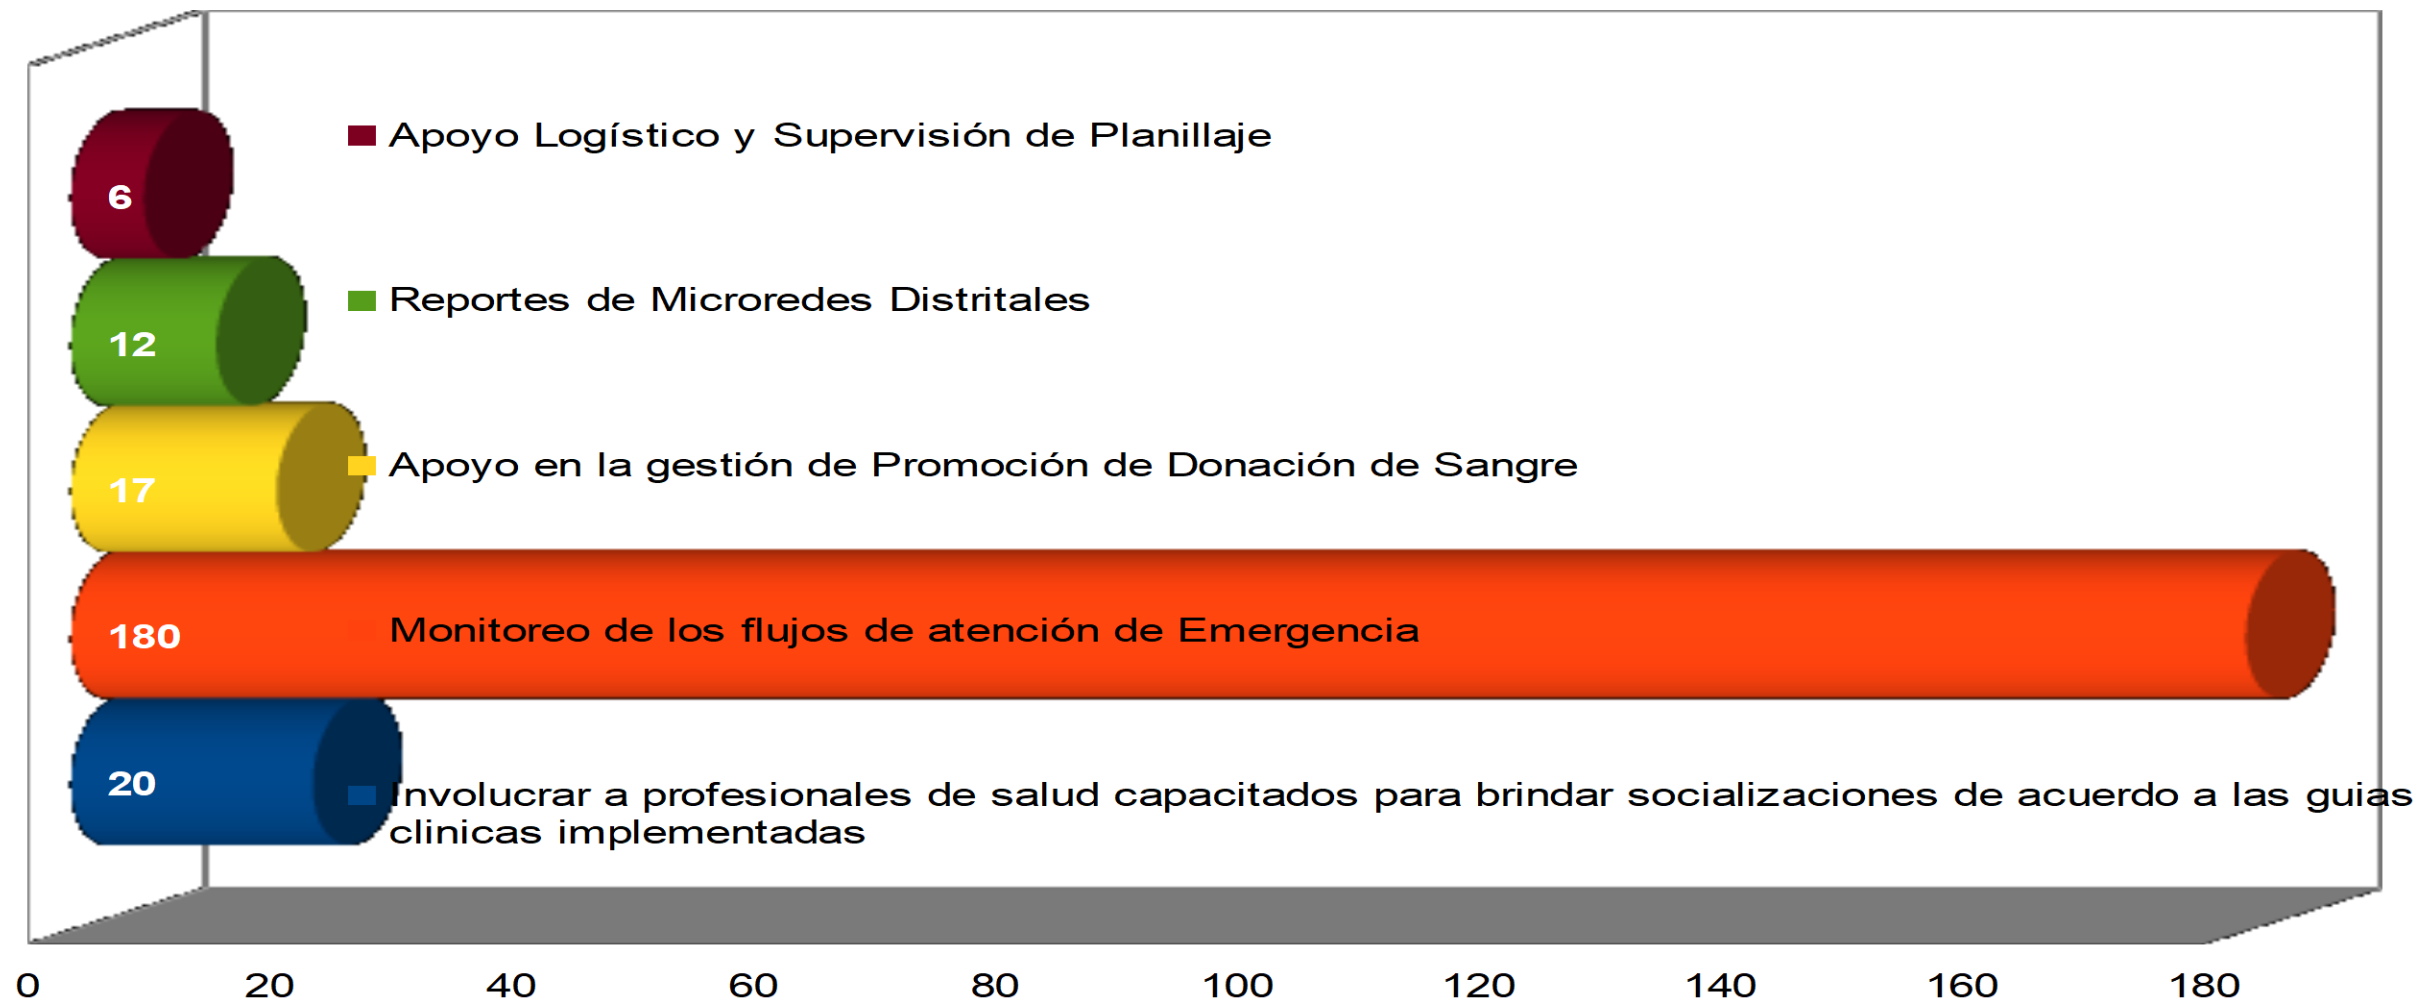 Apoyo Logístico y Supervisión de Planillaje
6
Reportes de Microredes Distritales
12
Apoyo en la gestión de Promoción de Donación de Sangre
17
Monitoreo de los flujos de atención de Emergencia
180
Involucrar a profesionales de salud capacitados para brindar socializaciones de acuerdo a las guias
clinicas implementadas
20
0 20 40 60 80 100 120 140 160 180